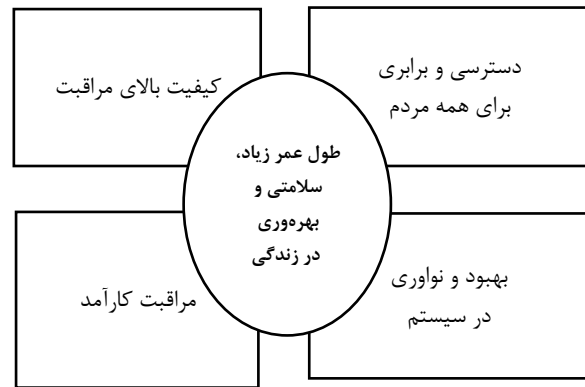 دسترسی و برابری
برای همه مردم
کیفیت بالای مراقبت
طول عمر زیاد،
سلامتی و
بهره‌وری
در زندگی
بهبود و نواوری
در سیستم
مراقبت کارآمد